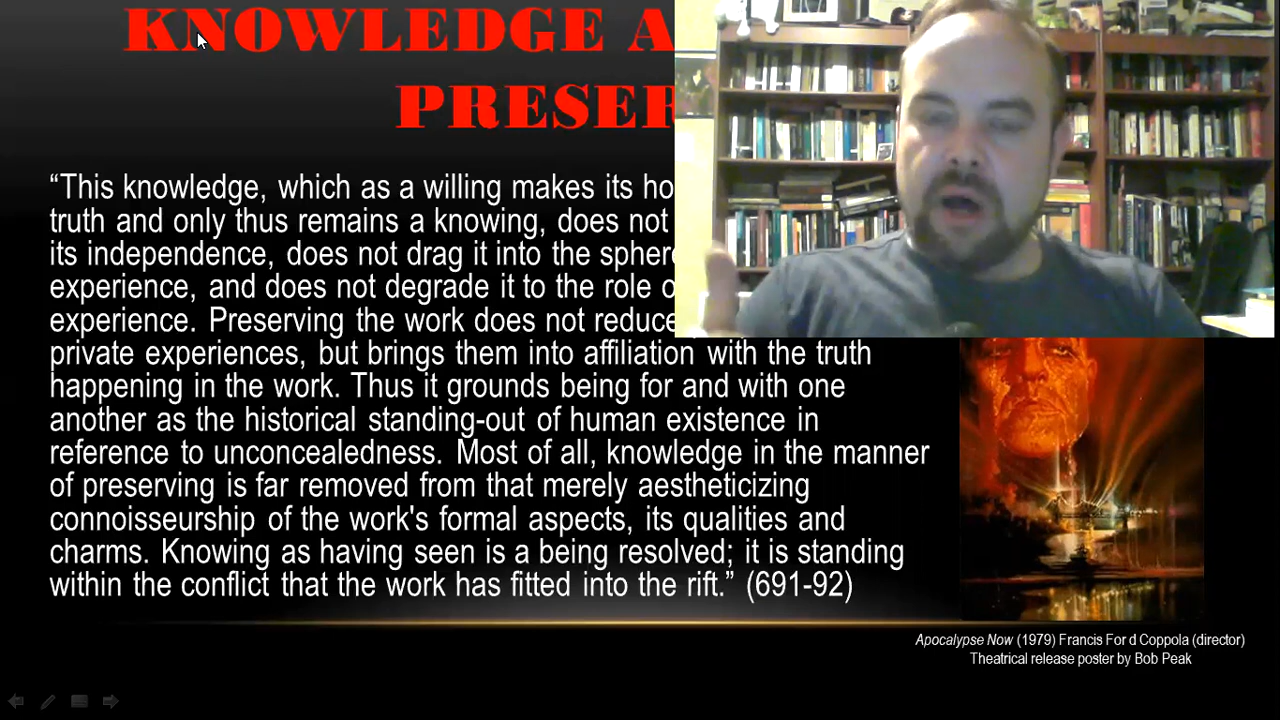 KNOWLEDGE A
PRESER
“This knowledge, which as a willing makes its ho
truth and only thus remains a knowing, does not
its independence, does not drag it into the sphere
experience, and does not degrade it to the role o
experience. Preserving the work does not reduce
private experiences, but brings them into affiliation with the truth
happening in the work. Thus it grounds being for and with one
another as the historical standing-out of human existence in
reference to unconcealedness. Most of all, knowledge in the manner
of preserving is far removed from that merely aestheticizing
connoisseurship of the work's formal aspects, its qualities and
charms. Knowing as having seen is a being resolved; it is standing
within the conflict that the work has fitted into the rift.” (691-92)
Apocalypse Now (1979) Francis For d Coppola (director)
Theatrical release poster by Bob Peak